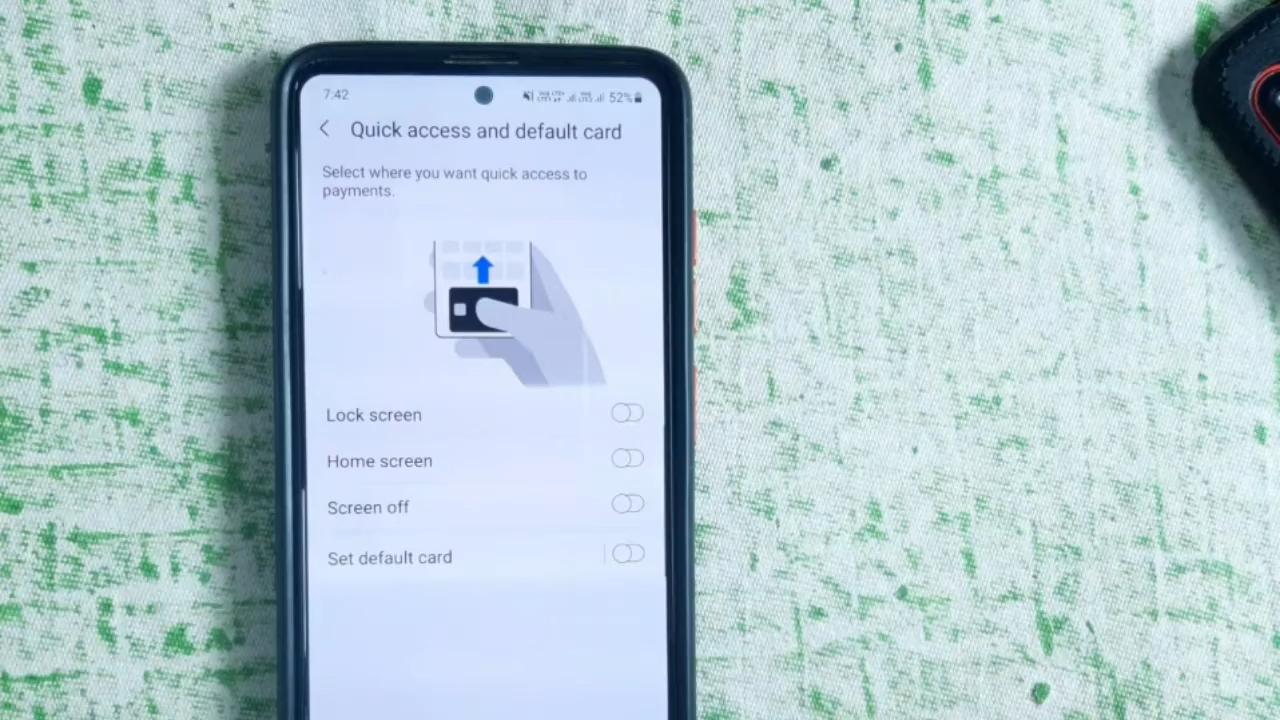 7:42
52%
Quick access and default card
Select where you want quick access to
payments.
Lock screen
Home screen
Screen off
Set default card